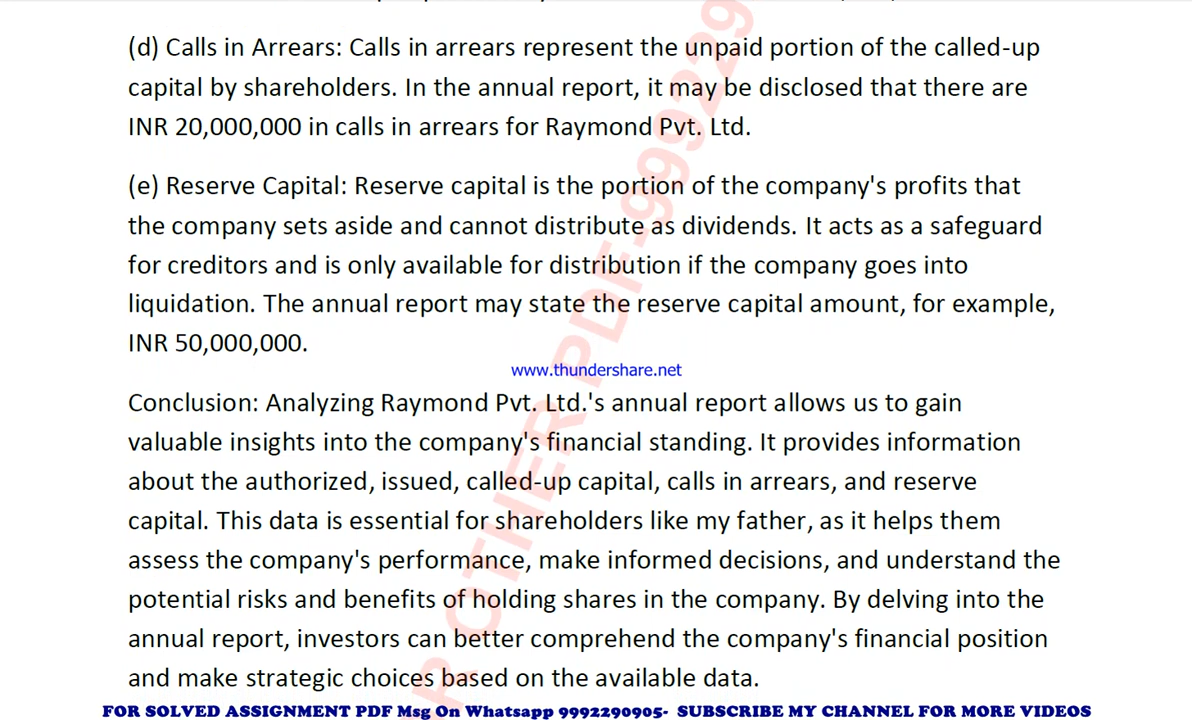 (d) Calls in Arrears: Calls in arrears represent the unpaid portion of the called-up
capital by shareholders. In the annual report, it may be disclosed that there are
INR 20,000,000 in calls in arrears for Raymond Pvt. Ltd.
(e) Reserve Capital: Reserve capital is the portion of the company's profits that
the company sets aside and cannot distribute as dividends. It acts as a safeguard
for creditors and is only available for distribution if the company goes into
liquidation. The annual report may state the reserve capital amount, for example,
INR 50,000,000.
www.thundershare.net
Conclusion: Analyzing Raymond Pvt. Ltd.'s annual report allows us to gain
valuable insights into the company's financial standing. It provides information
about the authorized, issued, called-up capital, calls in arrears, and reserve
capital. This data is essential for shareholders like my father, as it helps them
assess the company's performance, make informed decisions, and understand the
potential risks and benefits of holding shares in the company. By delving into the
annual report, investors can better comprehend the company's financial position
and make strategic choices based on the available data.
OTHER PDF-999229
FOR SOLVED ASSIGNMENT PDF Msg On Whatsapp 9992290905- SUBSCRIBE MY CHANNEL FOR MORE VIDEOS